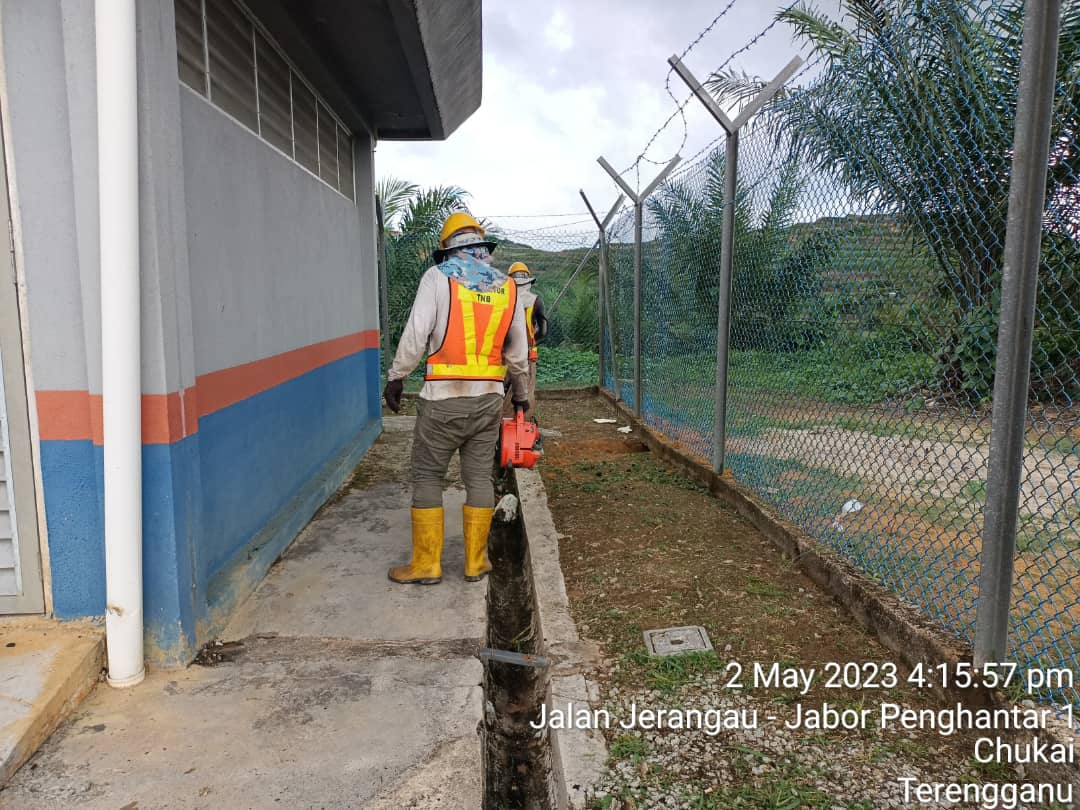 TNB
2 May 2023 4:15:57 pm
Jalan Jerangau - Jabor Penghantar 1
Chukai
Terengganu